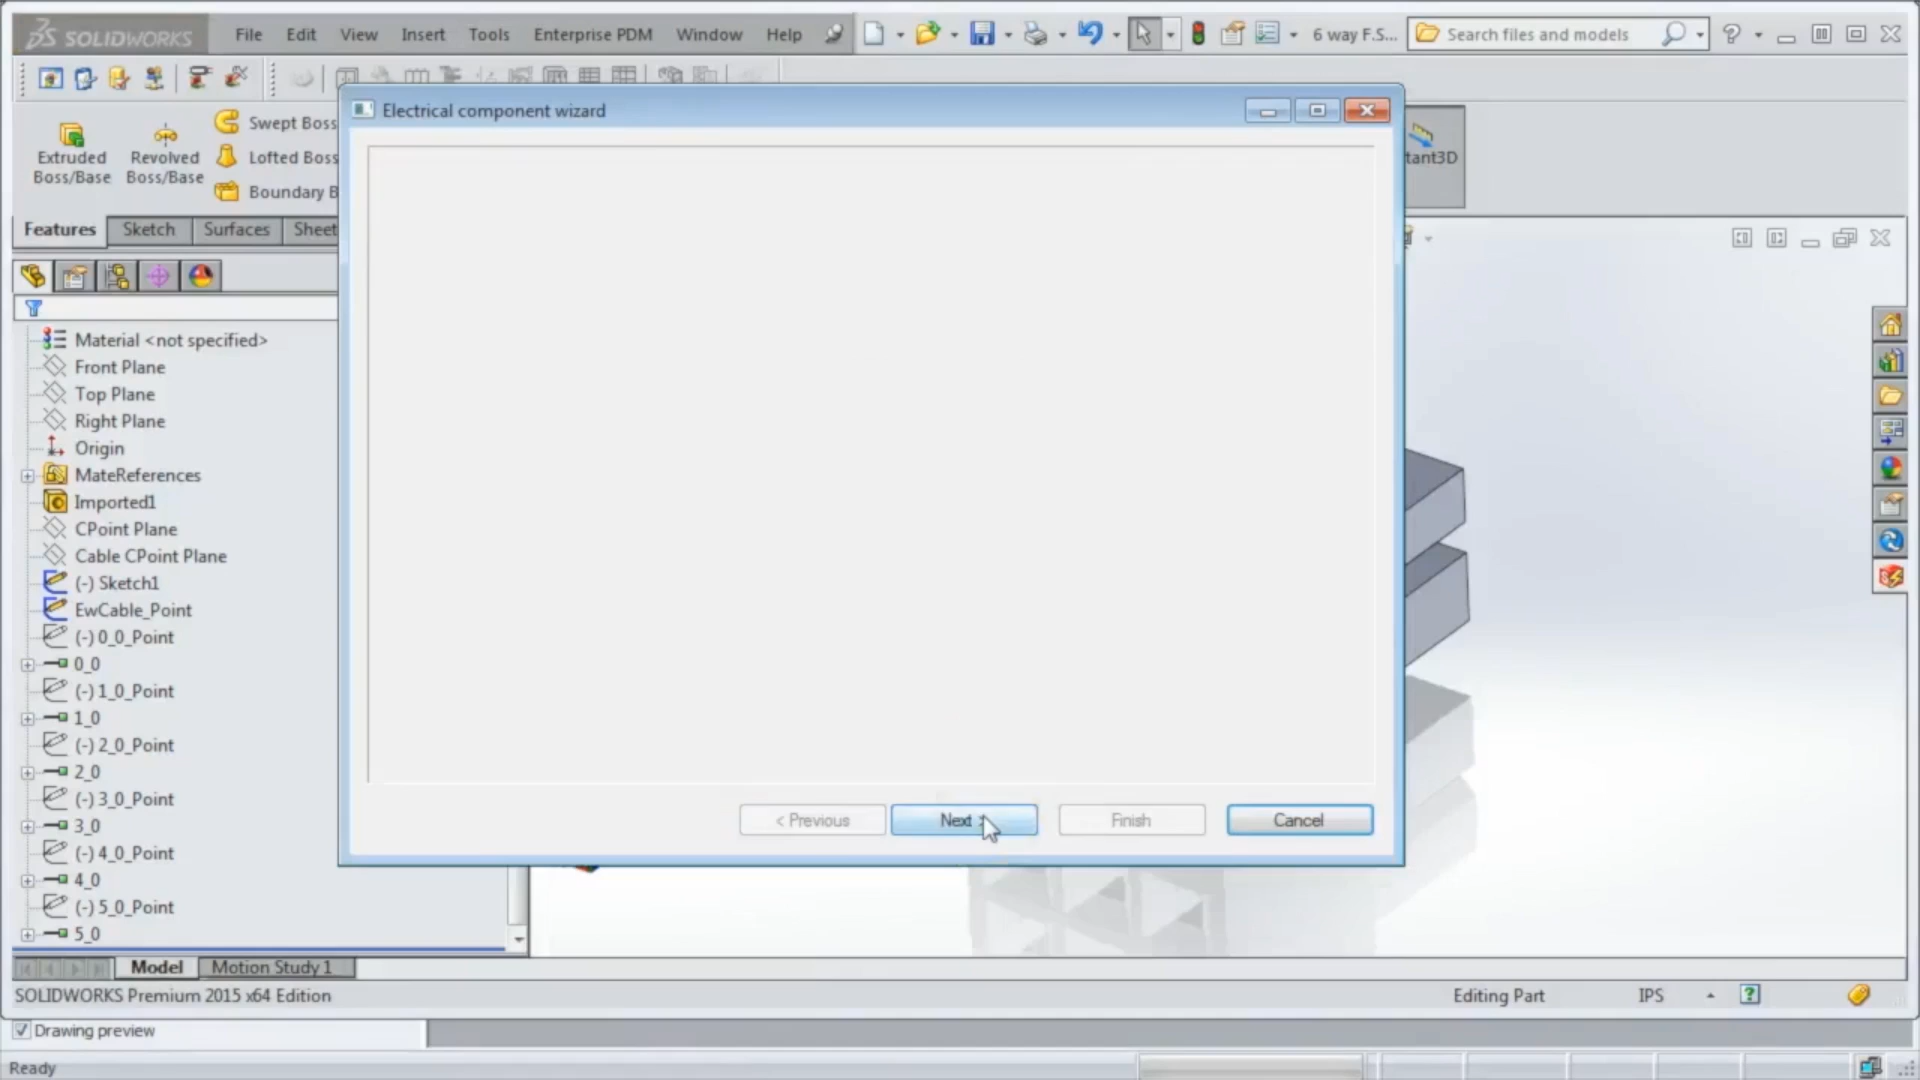 SOLIDWORKS File Edit View Insert Tools Enterprise PDM Window Help 6 way F.S... Search files and models
Electrical component wizard
Extruded Boss/Base
Revolved Boss/Base
Swept Boss
Lofted Boss
Boundary B
tant3D
Features Sketch Surfaces Sheet
Material <not specified>
Front Plane
Top Plane
Right Plane
Origin
MateReferences
Imported1
CPoint Plane
Cable CPoint Plane
(-) Sketch1
EwCable_Point
(-) 0_0_Point
0_0
(-) 1_0_Point
1_0
(-) 2_0_Point
2_0
(-) 3_0_Point
3_0
(-) 4_0_Point
4_0
(-) 5_0_Point
5_0
< Previous Next > Finish Cancel
Model Motion Study 1
SOLIDWORKS Premium 2015 x64 Edition Editing Part IPS
Drawing preview
Ready